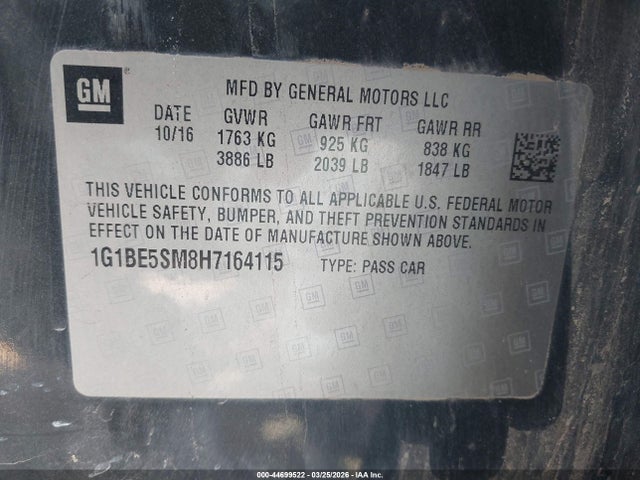 GM
MFD BY GENERAL MOTORS LLC
DATE GVWR GAWR FRT GAWR RR
10/16 1763 KG 925 KG 838 KG
3886 LB 2039 LB 1847 LB
THIS VEHICLE CONFORMS TO ALL APPLICABLE U.S. FEDERAL MOTOR
VEHICLE SAFETY, BUMPER, AND THEFT PREVENTION STANDARDS IN
EFFECT ON THE DATE OF MANUFACTURE SHOWN ABOVE.
1G1BE5SM8H7164115 TYPE: PASS CAR
000-44699522 | 03/25/2026 - IAA Inc.